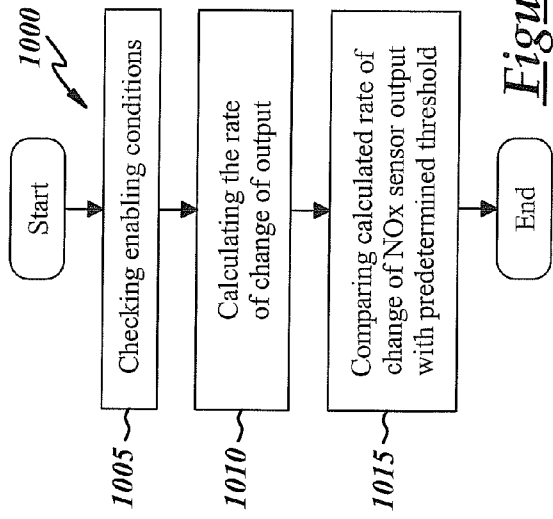 1000
Start
1005
Checking enabling conditions
1010
Calculating the rate
of change of output
1015
Comparing calculated rate of
change of NOx sensor output
with predetermined threshold
End